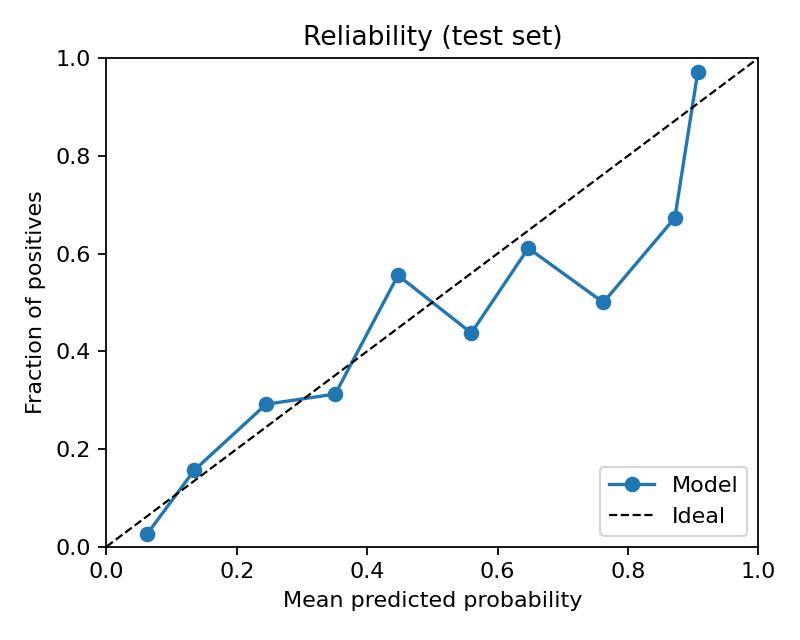 Reliability (test set)
1.0
0.8
0.6
0.4
0.2
0.0
Fraction of positives
0.0 0.2 0.4 0.6 0.8 1.0
Mean predicted probability
Model
Ideal